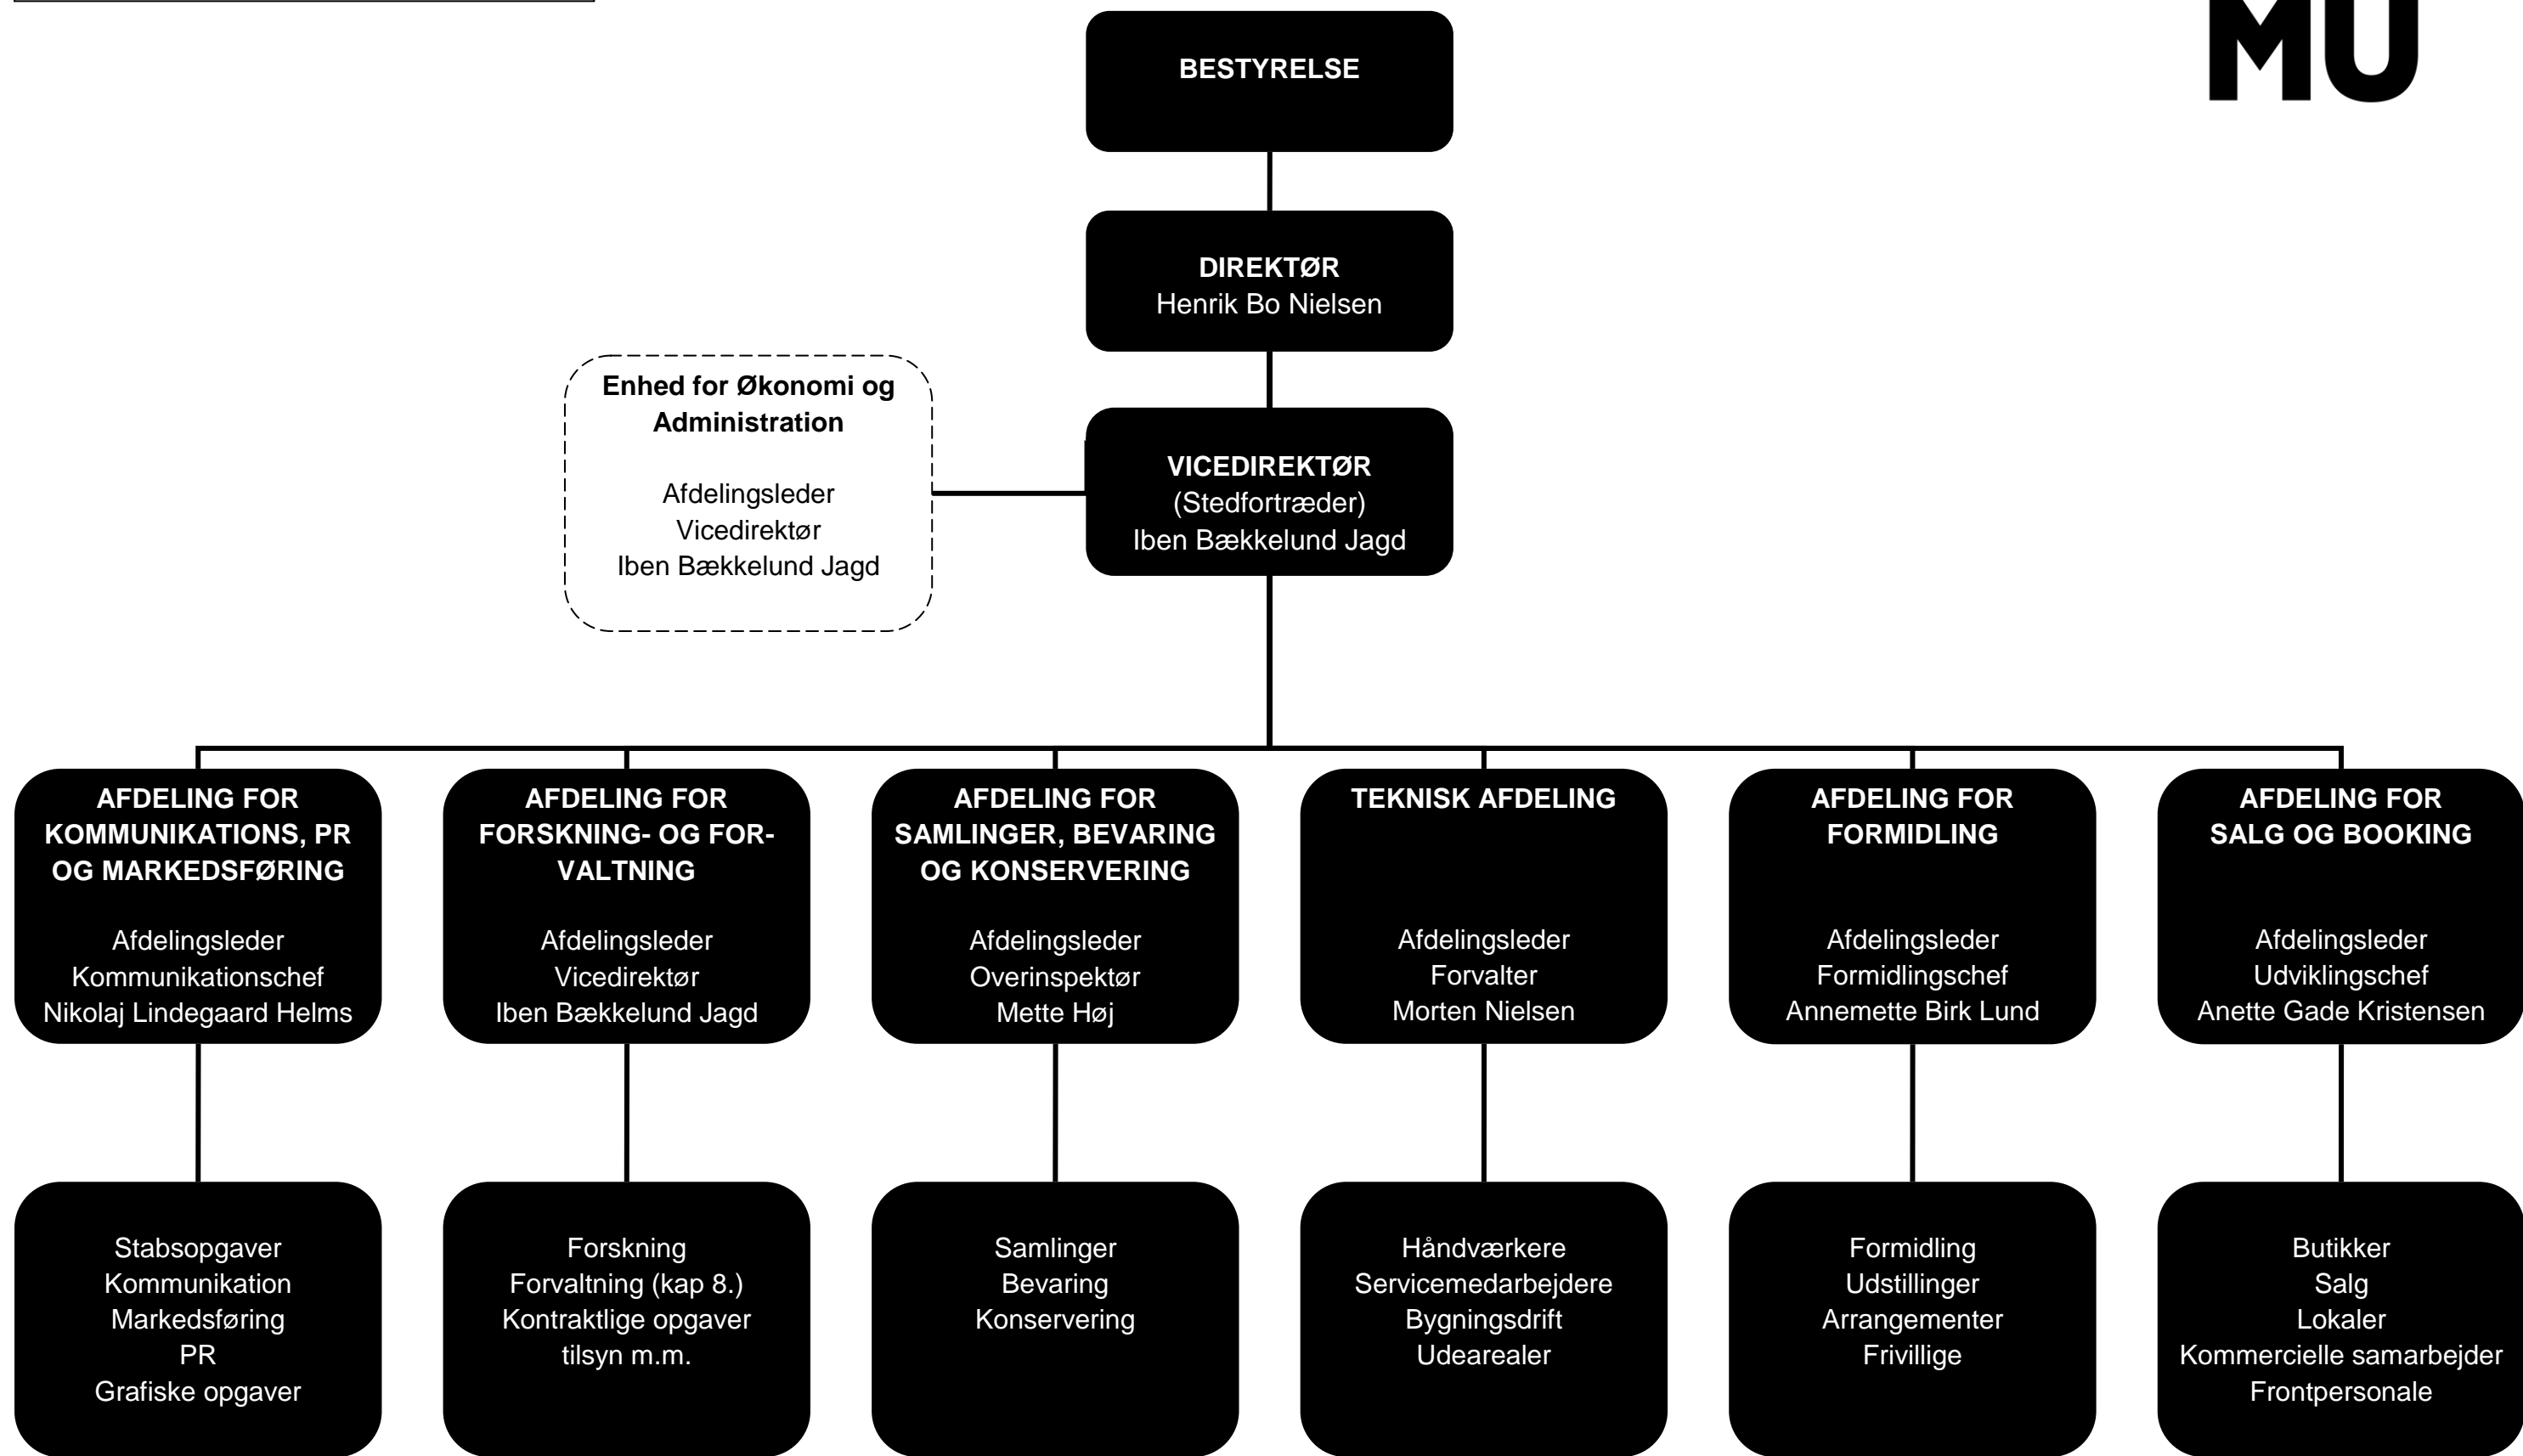 MU
BESTYRELSE
DIREKTØR
Henrik Bo Nielsen
Enhed for Økonomi og
Administration
Afdelingsleder
Vicedirektør
Iben Bækkelund Jagd
VICEDIREKTØR
(Stedfortræder)
Iben Bækkelund Jagd
AFDELING FOR
KOMMUNIKATIONS, PR
OG MARKEDSFØRING
Afdelingsleder
Kommunikationschef
Nikolaj Lindegaard Helms
AFDELING FOR
FORSKNING- OG FOR-
VALTNING
Afdelingsleder
Vicedirektør
Iben Bækkelund Jagd
AFDELING FOR
SAMLINGER, BEVARING
OG KONSERVERING
Afdelingsleder
Overinspektør
Mette Høj
TEKNISK AFDELING
Afdelingsleder
Forvalter
Morten Nielsen
AFDELING FOR
FORMIDLING
Afdelingsleder
Formidlingschef
Annemette Birk Lund
AFDELING FOR
SALG OG BOOKING
Afdelingsleder
Udviklingschef
Anette Gade Kristensen
Stabsopgaver
Kommunikation
Markedsføring
PR
Grafiske opgaver
Forskning
Forvaltning (kap 8.)
Kontraktlige opgaver
tilsyn m.m.
Samlinger
Bevaring
Konservering
Håndværkere
Servicemedarbejdere
Bygningsdrift
Udearealer
Formidling
Udstillinger
Arrangementer
Frivillige
Butikker
Salg
Lokaler
Kommercielle samarbejder
Frontpersonale